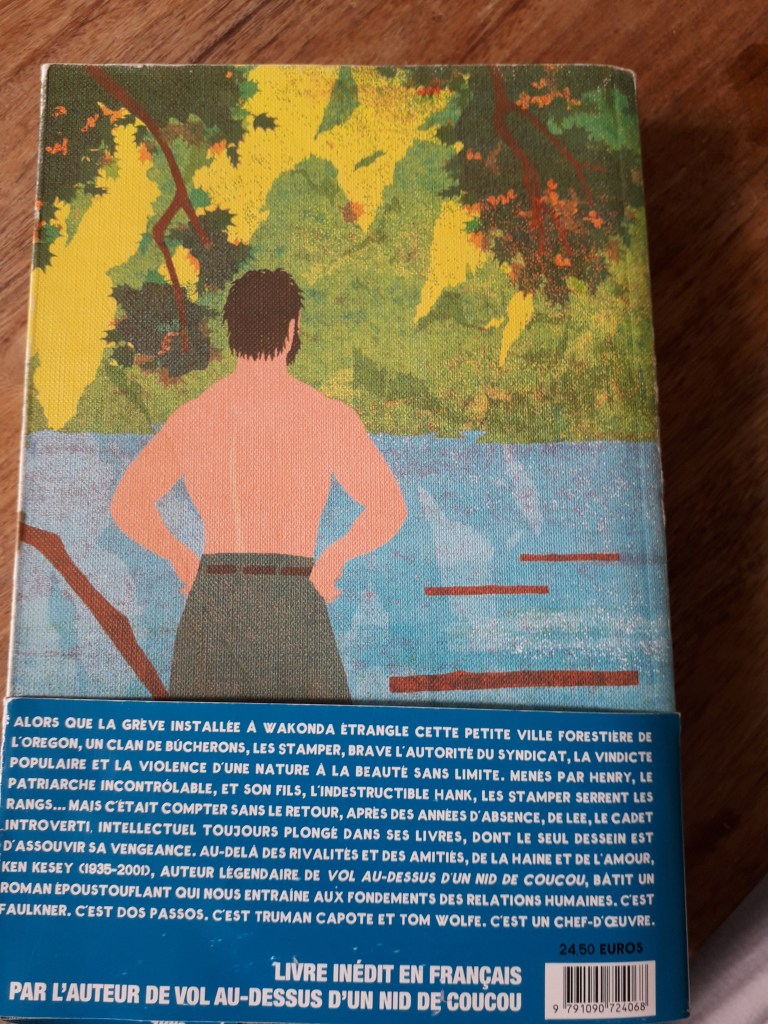 ALORS QUE LA GRÈVE INSTALLÉE À WAKONDA ÉTRANGLE CETTE PETITE VILLE FORESTIÈRE DE
L'OREGON, UN CLAN DE BÛCHERONS, LES STAMPER, BRAVE L'AUTORITÉ DU SYNDICAT, LA VINDICTE
POPULAIRE ET LA VIOLENCE D'UNE NATURE À LA BEAUTÉ SANS LIMITE. MENÉS PAR HENRY, LE
PATRIARCHE INCONTRÔLABLE, ET SON FILS, L'INDESTRUCTIBLE HANK, LES STAMPER SERRENT LES
RANGS... MAIS C'ÉTAIT COMPTER SANS LE RETOUR, APRÈS DES ANNÉES D'ABSENCE, DE LEE, LE CADET
INTROVERTI, INTELLECTUEL TOUJOURS PLONGÉ DANS SES LIVRES, DONT LE SEUL DESSEIN EST
D'ASSOUVIR SA VENGEANCE. AU-DELÀ DES RIVALITÉS ET DES AMITIÉS, DE LA HAINE ET DE L'AMOUR,
KEN KESEY (1935-2001), AUTEUR LÉGENDAIRE DE VOL AU-DESSUS D'UN NID DE COUCOU, BÂTIT UN
ROMAN ÉPOUSTOUFLANT QUI NOUS ENTRAÎNE AUX FONDEMENTS DES RELATIONS HUMAINES. C'EST
FAULKNER. C'EST DOS PASSOS. C'EST TRUMAN CAPOTE ET TOM WOLFE. C'EST UN CHEF-D'ŒUVRE.
24,50 EUROS
LIVRE INÉDIT EN FRANÇAIS
PAR L'AUTEUR DE VOL AU-DESSUS D'UN NID DE COUCOU
9 791090 724068